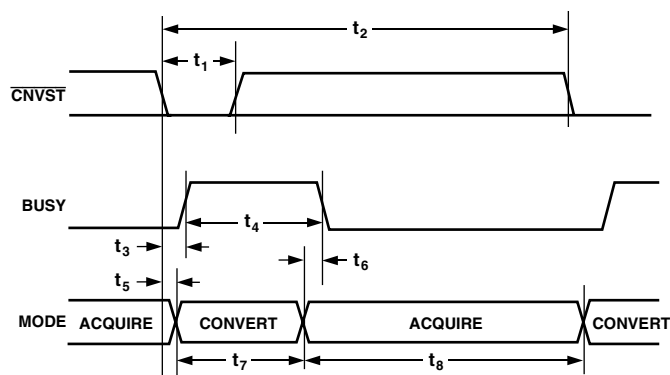 t2
t1
CNVST
BUSY
t4
t3
t6
t5
MODE ACQUIRE CONVERT ACQUIRE CONVERT
t7 t8